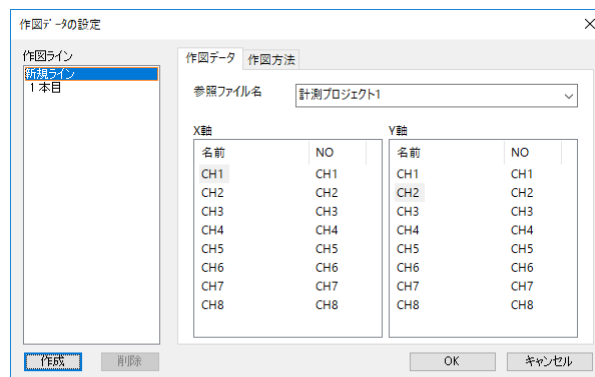 作図データの設定
作図ライン
新規ライン
1本目
作成
削除
作図データ 作図方法
参照ファイル名 計測プロジェクト1
X軸 Y軸
名前 NO 名前 NO
CH1 CH1 CH1 CH1
CH2 CH2 CH2 CH2
CH3 CH3 CH3 CH3
CH4 CH4 CH4 CH4
CH5 CH5 CH5 CH5
CH6 CH6 CH6 CH6
CH7 CH7 CH7 CH7
CH8 CH8 CH8 CH8
OK キャンセル